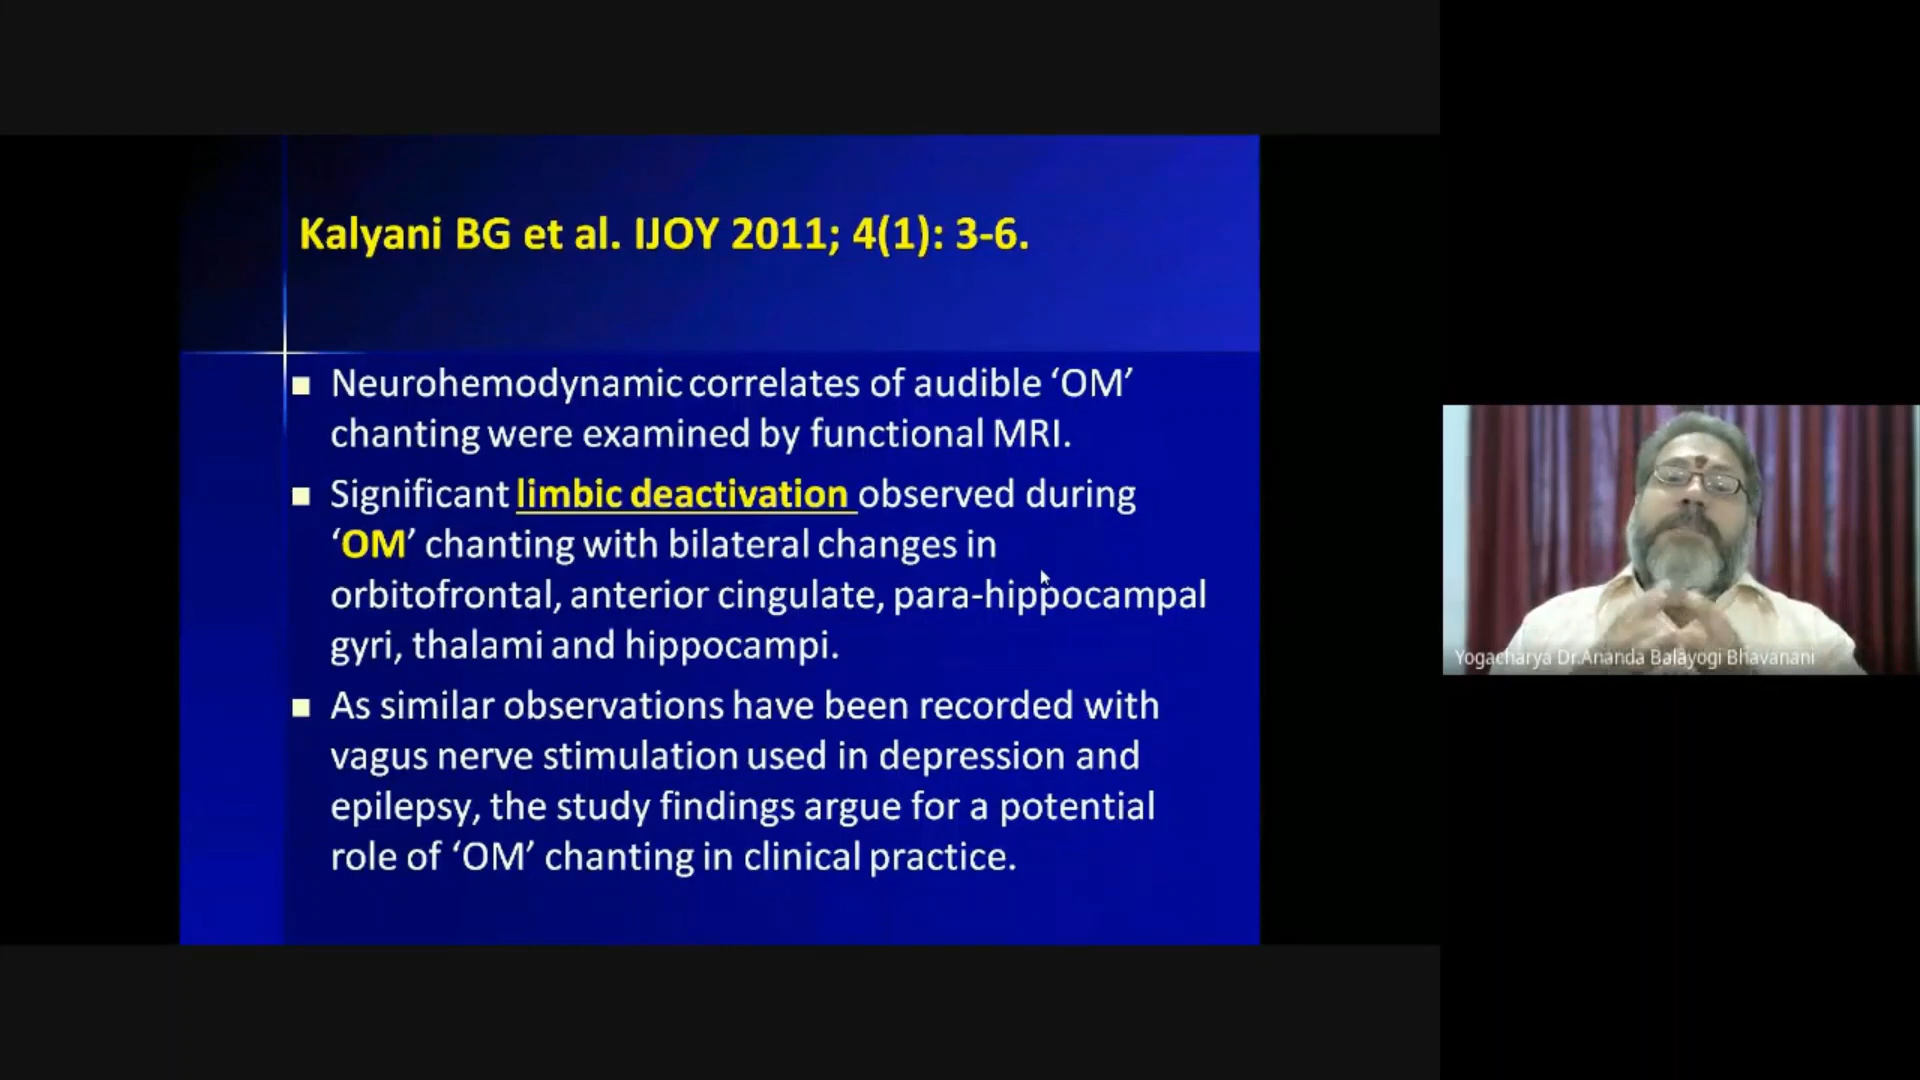 Kalyani BG et al. IJOY 2011; 4(1): 3-6.
Neurohemodynamic correlates of audible ‘OM’
chanting were examined by functional MRI.
Significant limbic deactivation observed during
‘OM’ chanting with bilateral changes in
orbitofrontal, anterior cingulate, para-hippocampal
gyri, thalami and hippocampi.
As similar observations have been recorded with
vagus nerve stimulation used in depression and
epilepsy, the study findings argue for a potential
role of ‘OM’ chanting in clinical practice.
Yogacharya Dr.Ananda Balayogi Bhavanani